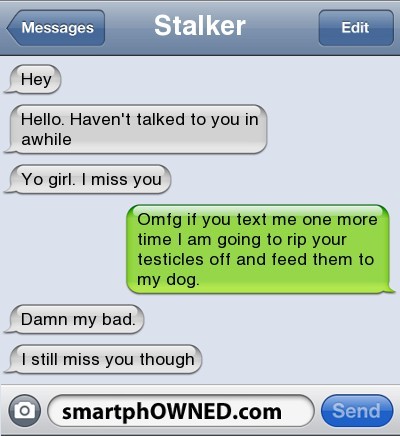 Messages
Stalker
Edit
Hey
Hello. Haven't talked to you in
awhile
Yo girl. I miss you
Omfg if you text me one more
time I am going to rip your
testicles off and feed them to
my dog.
Damn my bad.
I still miss you though
smartphOWNED.com
Send